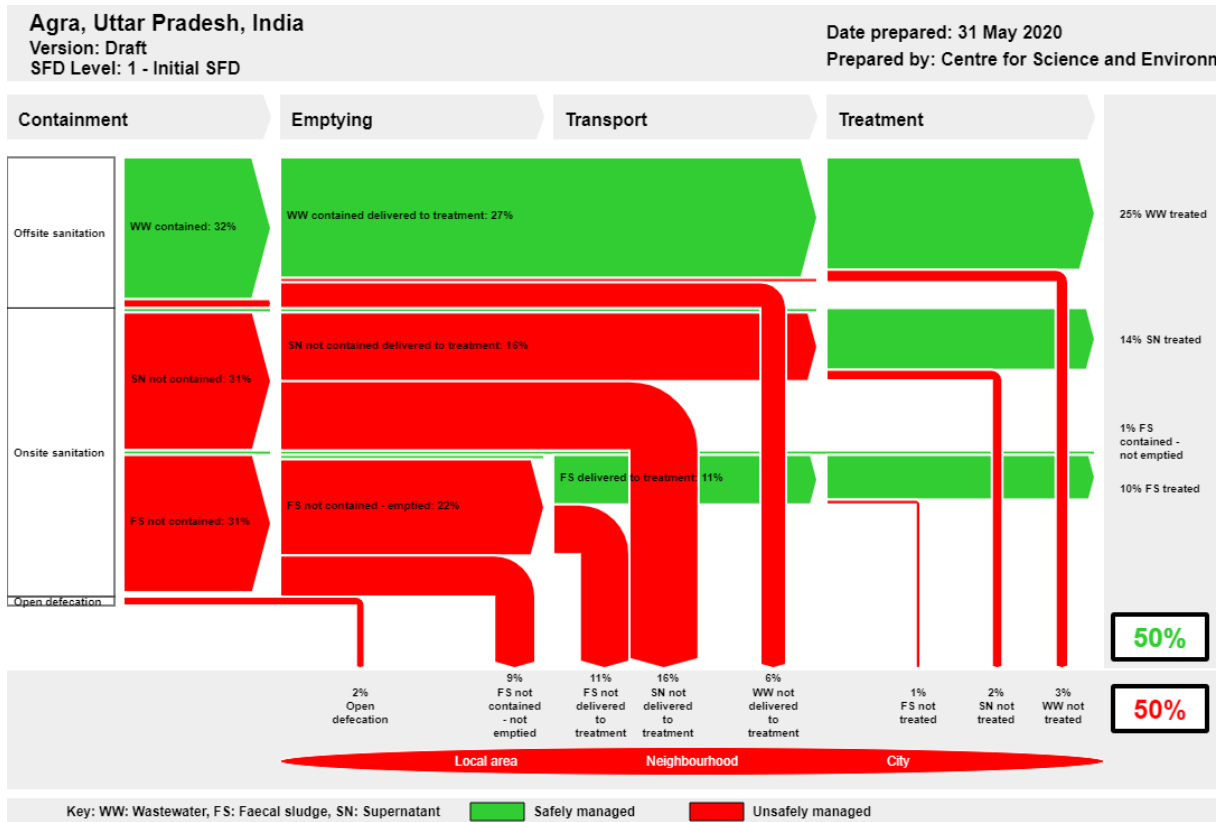 Agra, Uttar Pradesh, India
Version: Draft
SFD Level: 1 - Initial SFD
Date prepared: 31 May 2020
Prepared by: Centre for Science and Environm
Containment
Emptying
Transport
Treatment
Offsite sanitation
WW contained: 32%
WW contained delivered to treatment: 27%
25% WW treated
SN not contained delivered to treatment: 16%
14% SN treated
SN not contained: 31%
Onsite sanitation
1% FS
contained -
not emptied
FS delivered to treatment: 11%
10% FS treated
FS not contained - emptied: 22%
FS not contained: 31%
Open defecation
50%
2%
Open
defecation
9%
FS not
contained
- not
emptied
11%
FS not
delivered
to
treatment
16%
SN not
delivered
to
treatment
6%
WW not
delivered
to
treatment
1%
FS not
treated
2%
SN not
treated
3%
WW not
treated
50%
Local area
Neighbourhood
City
Key: WW: Wastewater, FS: Faecal sludge, SN: Supernatant
Safely managed
Unsafely managed